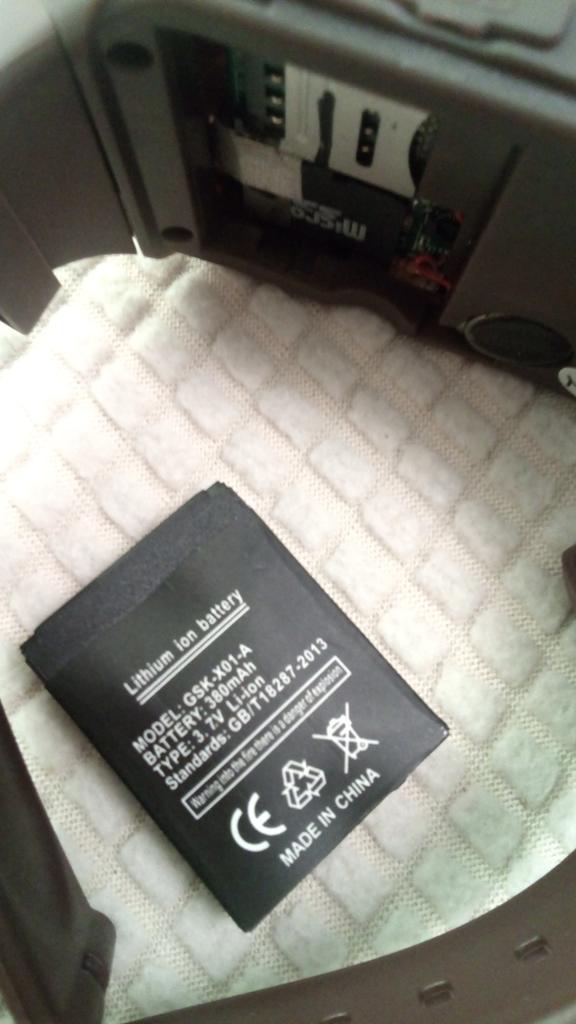 Micro
Lithium ion battery
MODEL: GSK-X01-A
BATTERY: 380mAh
TYPE: 3.7V Li-ion
Standards: GB/T18287-2013
Warning into the fire there is a danger of explosion
CE
MADE IN CHINA